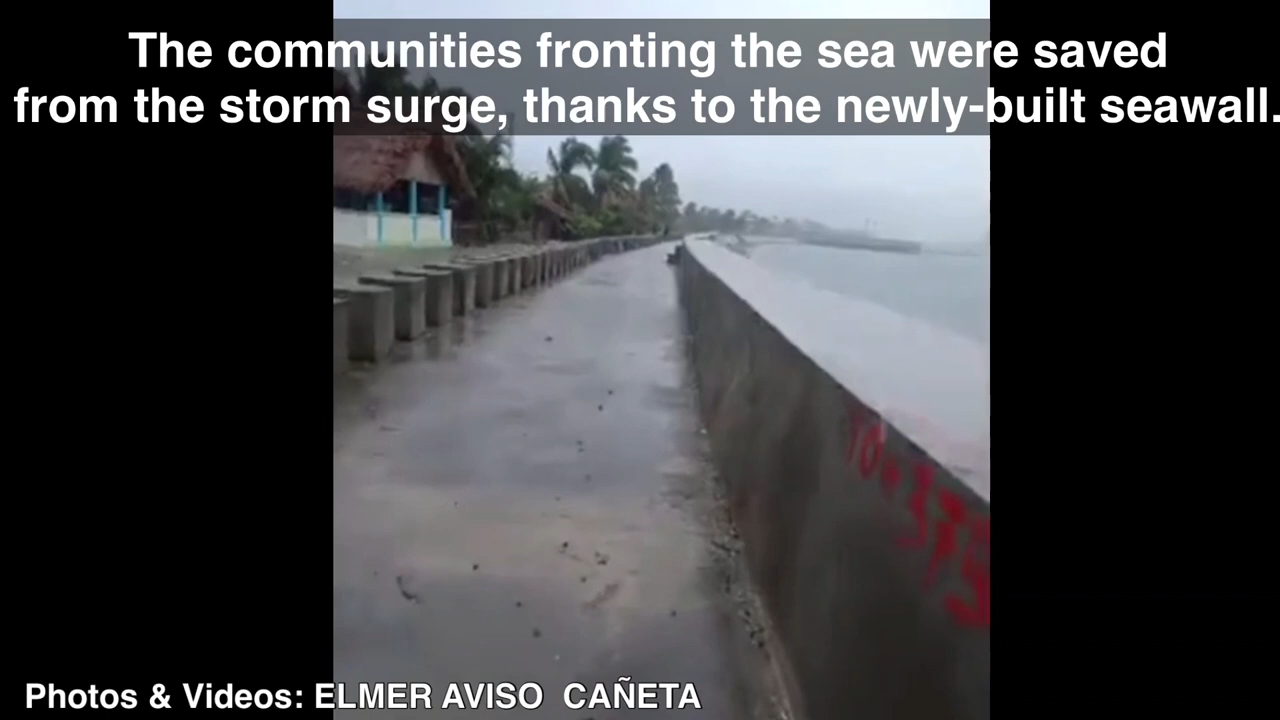 The communities fronting the sea were saved
from the storm surge, thanks to the newly-built seawall.
Photos & Videos: ELMER AVISO CAÑETA